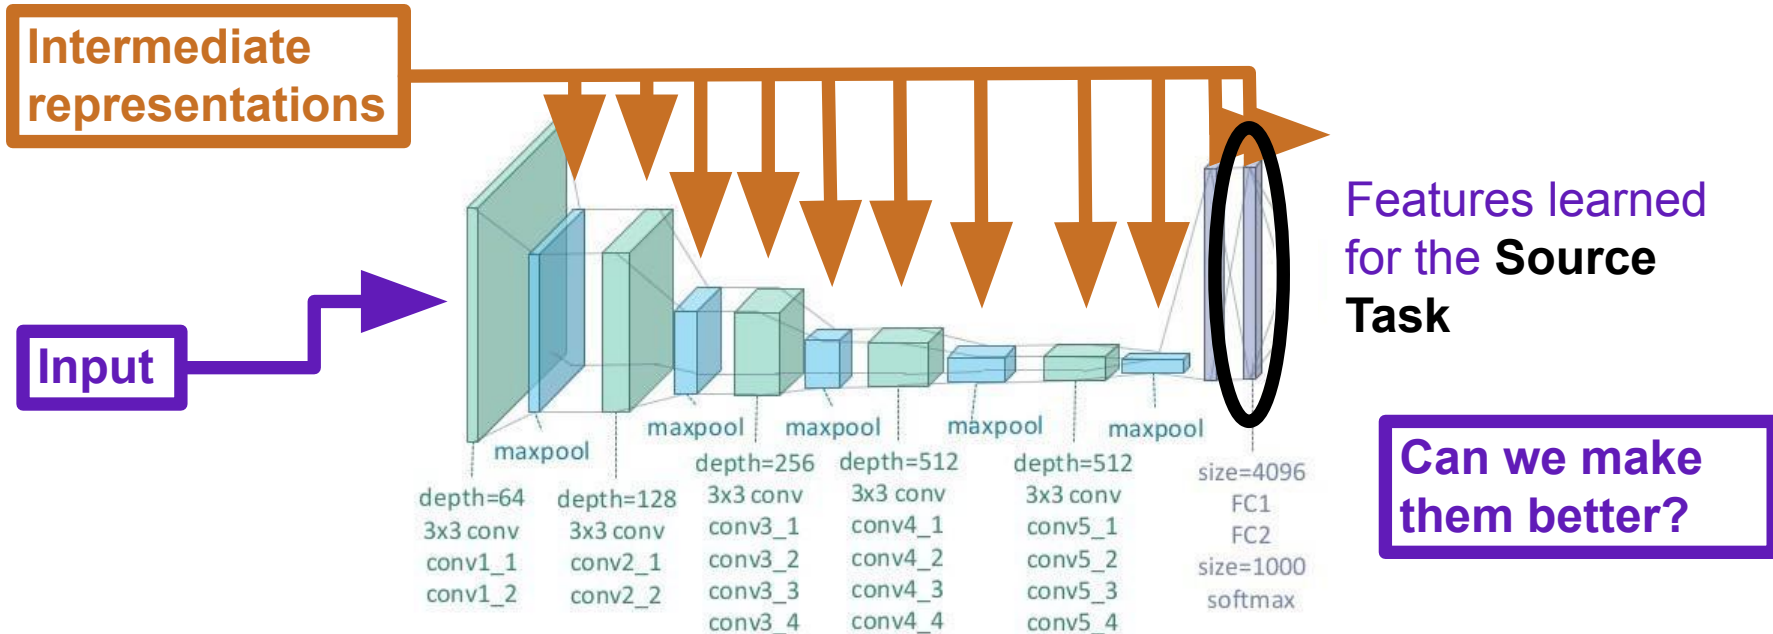 Intermediate
representations
Input
Features learned
for the Source
Task
Can we make
them better?
maxpool
maxpool
maxpool
maxpool
maxpool
depth=64
3x3 conv
conv1_1
conv1_2
depth=128
3x3 conv
conv2_1
conv2_2
depth=256
3x3 conv
conv3_1
conv3_2
conv3_3
conv3_4
depth=512
3x3 conv
conv4_1
conv4_2
conv4_3
conv4_4
depth=512
3x3 conv
conv5_1
conv5_2
conv5_3
conv5_4
size=4096
FC1
FC2
size=1000
softmax